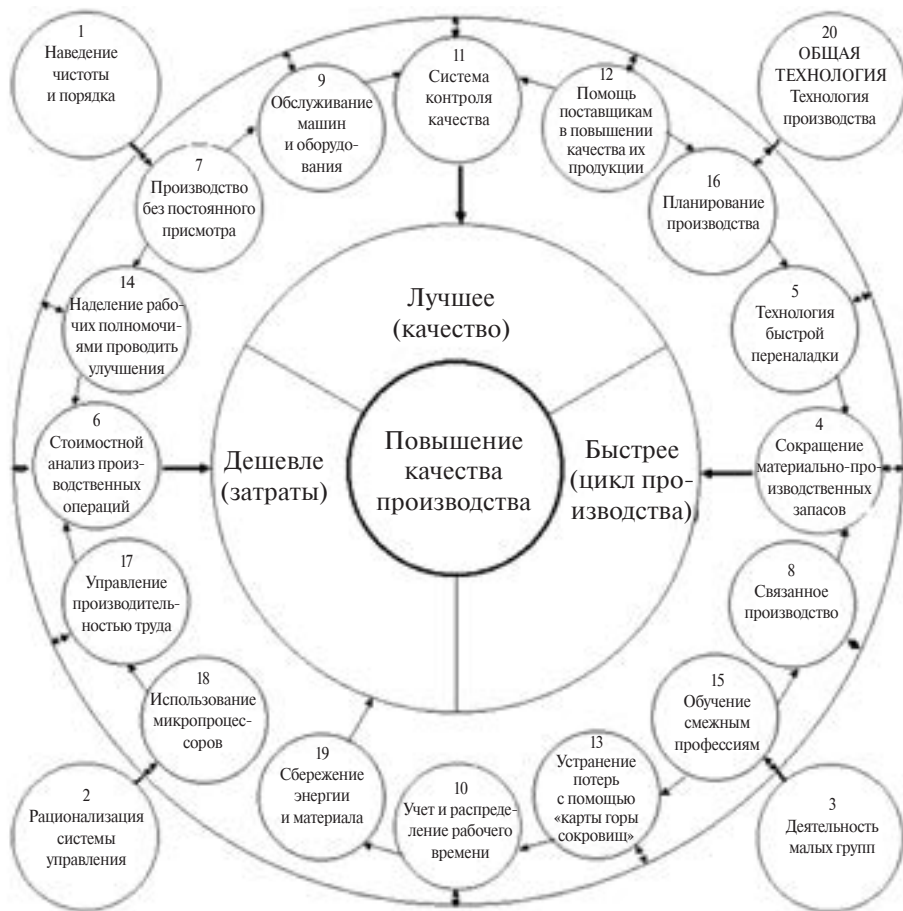 1
Наведение
чистоты
и порядка
11
Система
контроля
качества
20
ОБЩАЯ
ТЕХНОЛОГИЯ
Технология
производства
9
Обслуживание
машин
и оборудо-
вания
12
Помощь
поставщикам
в повышении
качества их
продукции
7
Производство
без постоянного
присмотра
16
Планирование
производства
14
Наделение рабо-
чих полномочи-
ями проводить
улучшения
Лучшее
(качество)
5
Технология
быстрой
переналадки
6
Стоимостной
анализ произ-
водственных
операций
Дешевле
(затраты)
Повышение
качества
производства
Быстрее
(цикл про-
изводства)
4
Сокращение
материально-про-
изводственных
запасов
17
Управление
производитель-
ностью труда
8
Связанное
производство
18
Использование
микропроцес-
соров
15
Обучение
смежным
профессиям
19
Сбережение
энергии
и материала
13
Устранение
потерь
с помощью
«карты горы
сокровищ»
10
Учет и распреде-
ление рабочего
времени
2
Рационализация
системы
управления
3
Деятельность
малых групп